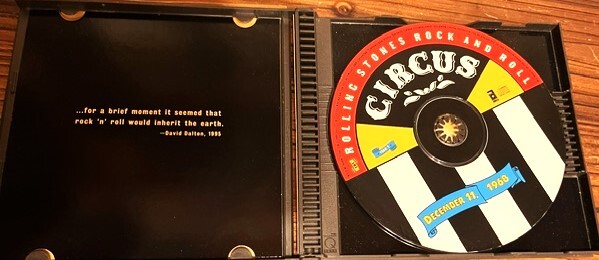 ...for a brief moment it seemed that
rock 'n' roll would inherit the earth.
—David Dalton, 1995
ROLLING STONES ROCK AND ROLL
CIRCUS
DECEMBER 11, 1968